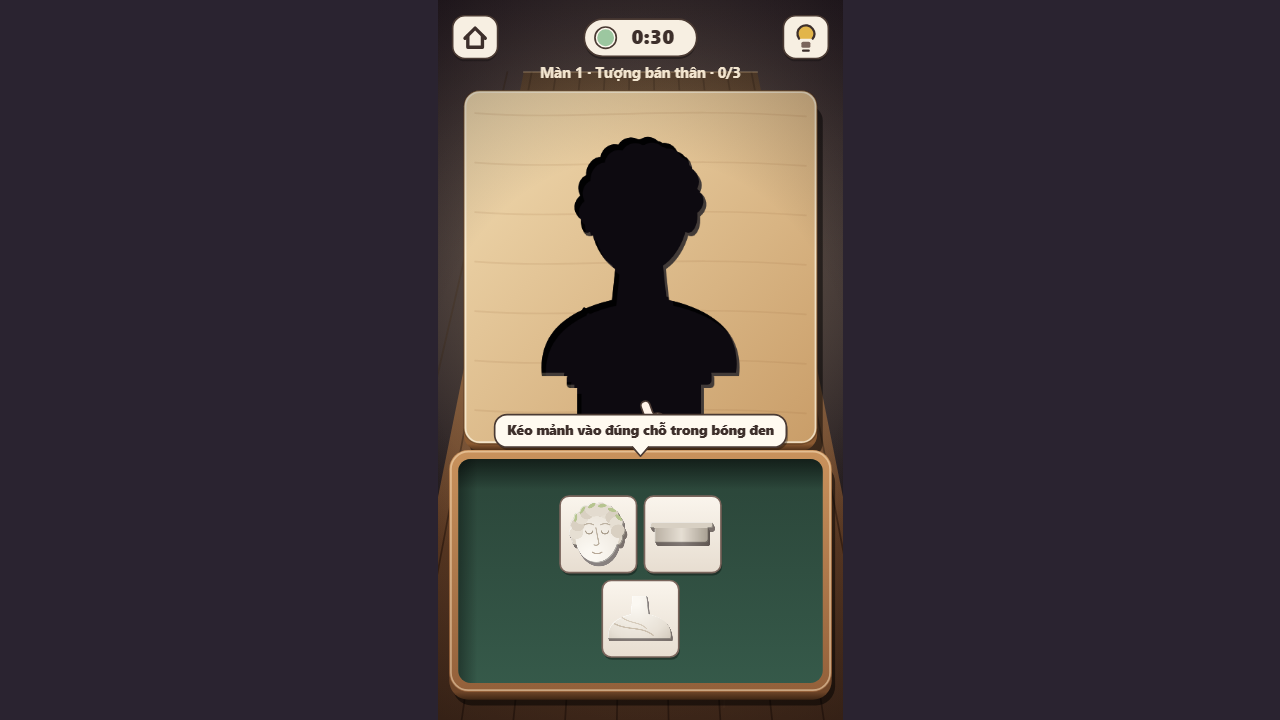 0:30
Màn 1 · Tượng bán thân · 0/3
Kéo mảnh vào đúng chỗ trong bóng đen